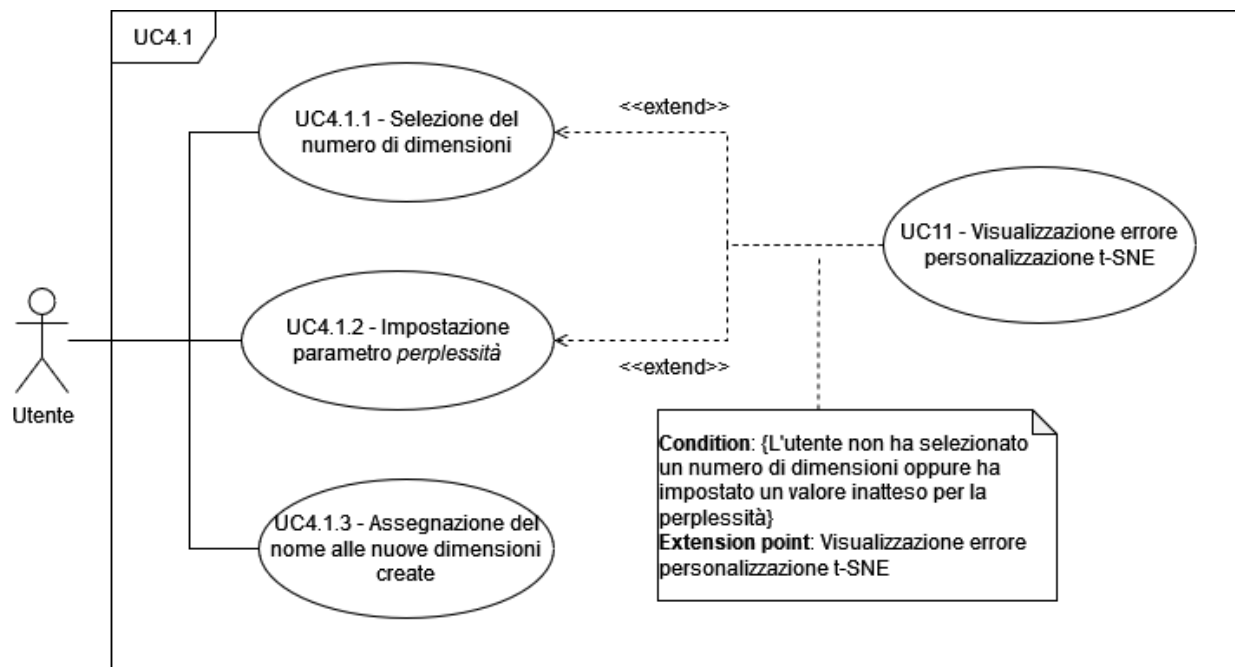 UC4.1
UC4.1.1 - Selezione del
numero di dimensioni
<<extend>>
UC11 - Visualizzazione errore
personalizzazione t-SNE
UC4.1.2 - Impostazione
parametro perplessità
<<extend>>
Utente
Condition: {L'utente non ha selezionato
un numero di dimensioni oppure ha
impostato un valore inatteso per la
perplessità}
Extension point: Visualizzazione errore
personalizzazione t-SNE
UC4.1.3 - Assegnazione del
nome alle nuove dimensioni
create